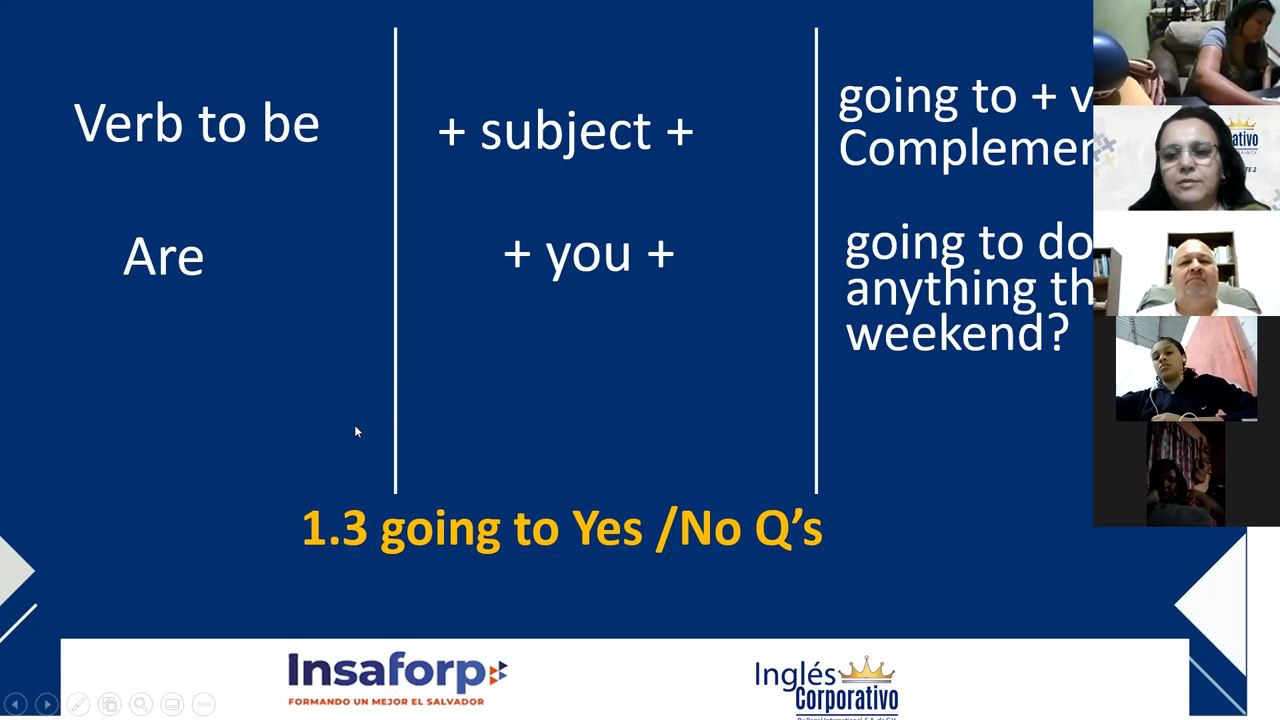 Verb to be
+ subject +
going to + v
Complemen
Are
+ you +
going to do
anything th
weekend?
1.3 going to Yes /No Q’s
Insaforp
FORMANDO UN MEJOR EL SALVADOR
Inglés
Corporativo
ativo